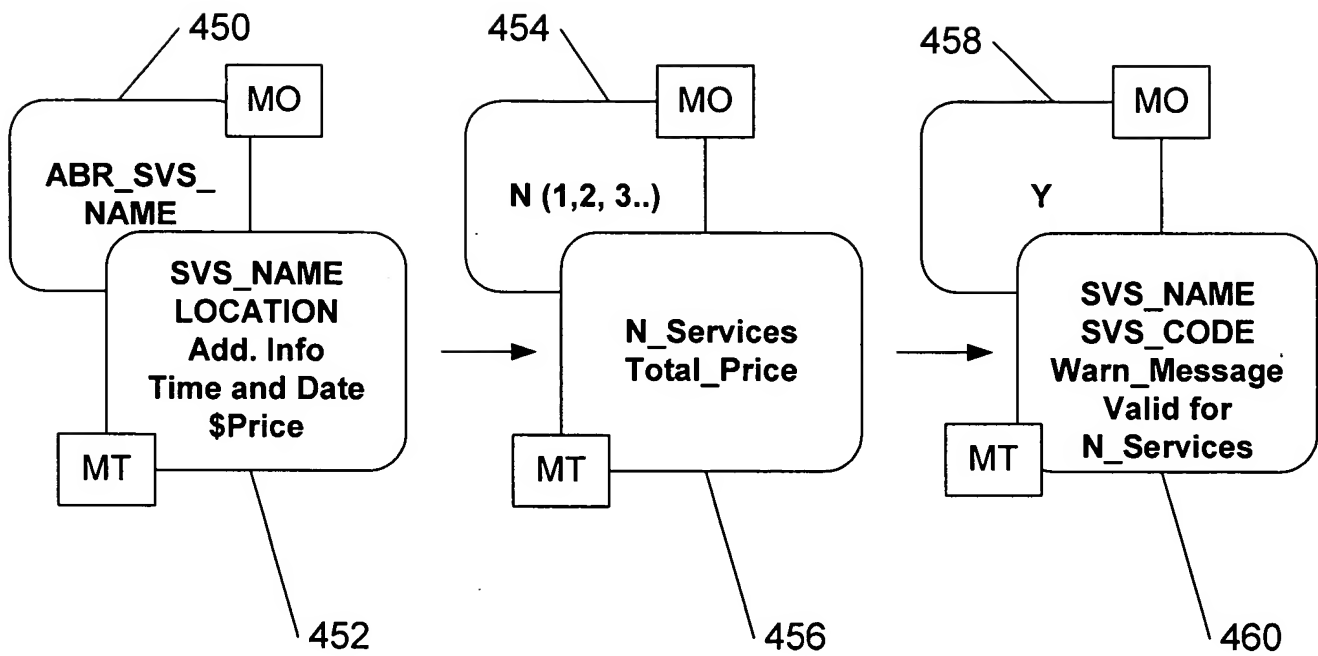 450
454
458
MO
MO
MO
ABR_SVS_
NAME
N (1,2, 3..)
Y
SVS_NAME
LOCATION
Add. Info
Time and Date
$Price
N_Services
Total_Price
SVS_NAME
SVS_CODE
Warn_Message
Valid for
N_Services
MT
MT
MT
452
456
460